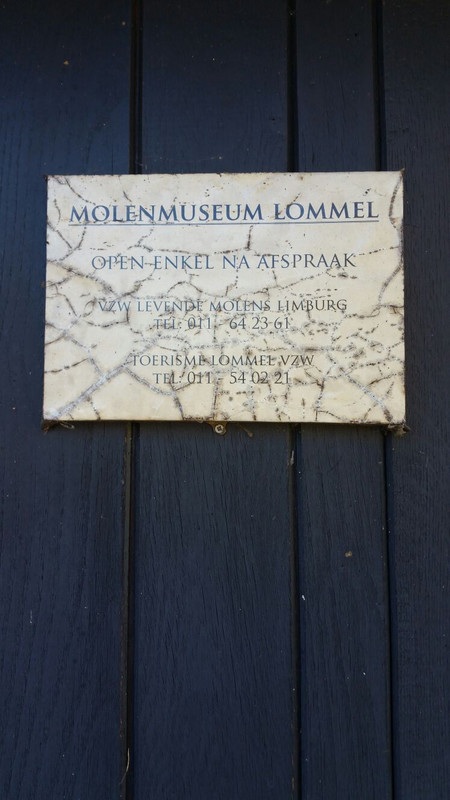 MOLENMUSEUM LOMMEL
OPEN ENKEL NA AFSPRAAK
VZW LEVENDE MOLENS LIMBURG
TEL: 011 - 64 23 61
TOERISME LOMMEL VZW
TEL: 011 - 54 02 21